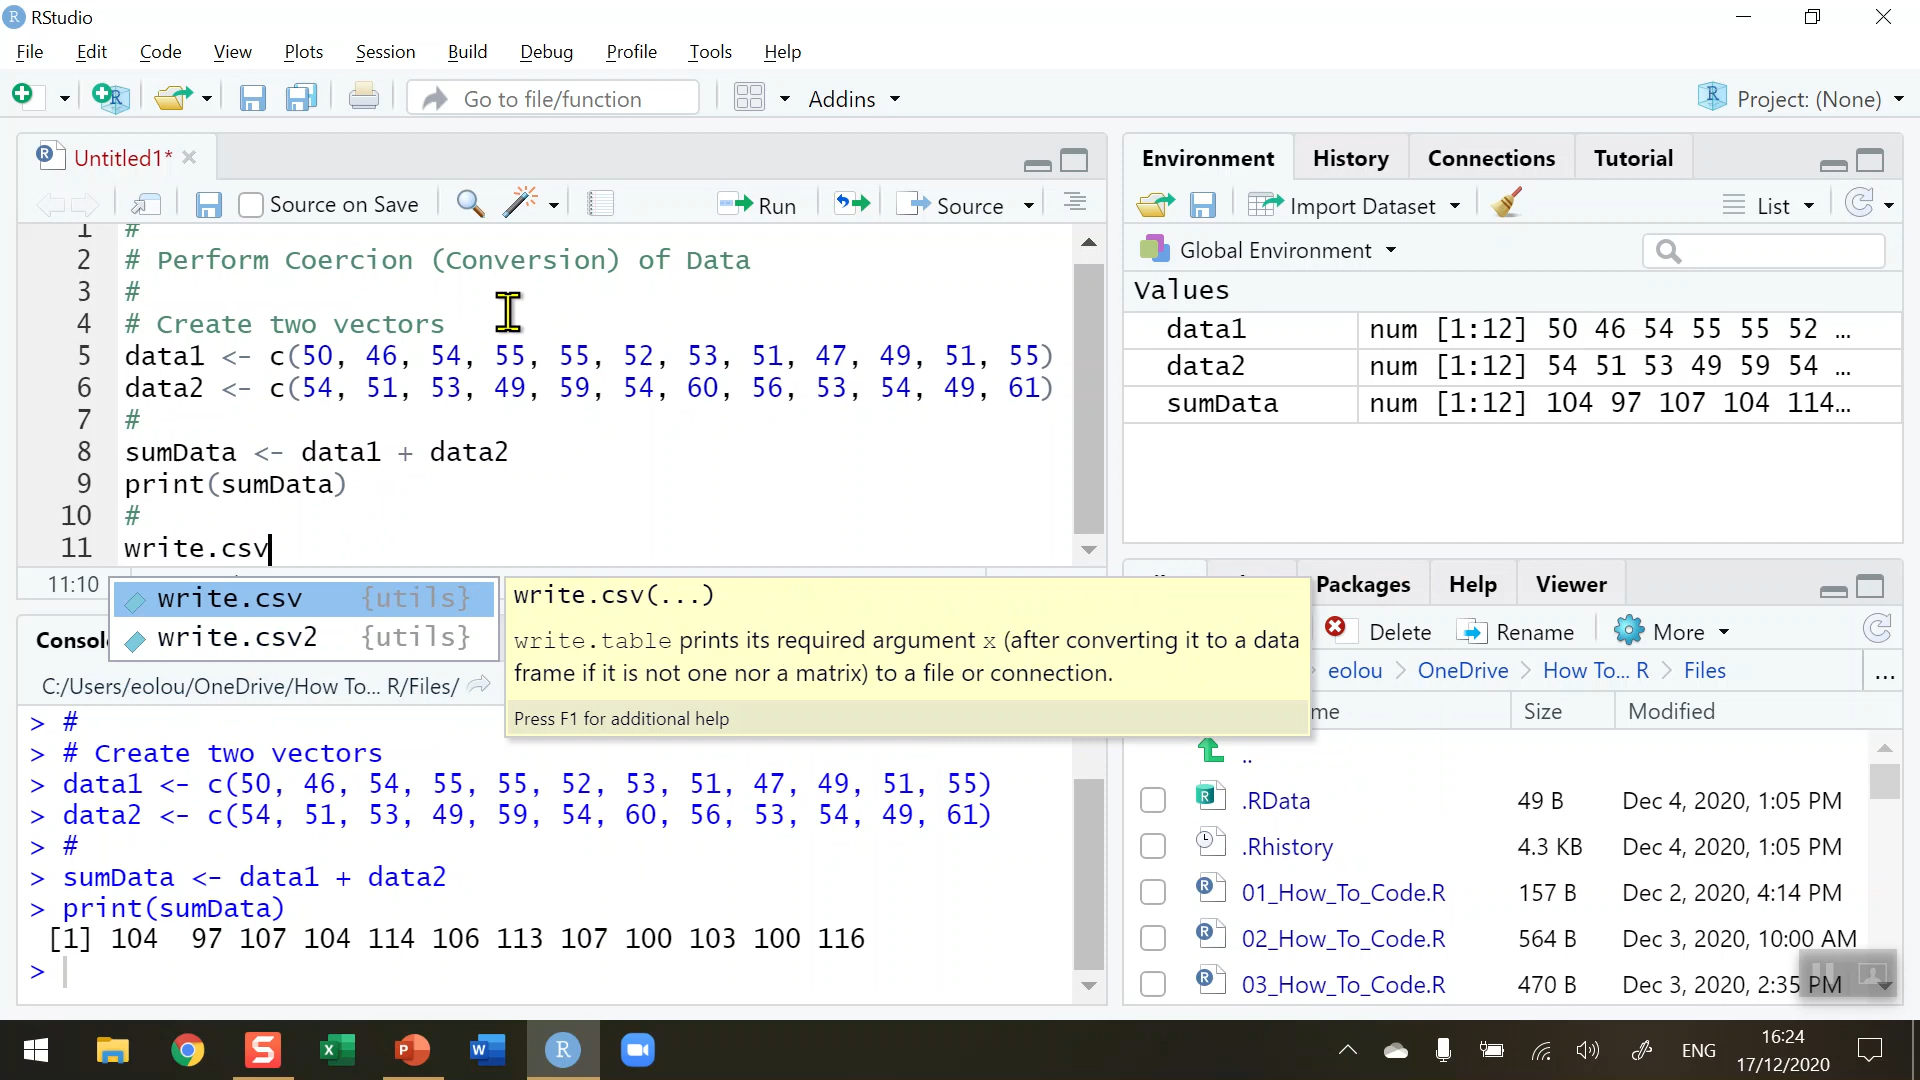 RStudio
File Edit Code View Plots Session Build Debug Profile Tools Help
Go to file/function Addins Project: (None)
Untitled1*
Source on Save Run Source
1 #
2 # Perform Coercion (Conversion) of Data
3 #
4 # Create two vectors
5 data1 <- c(50, 46, 54, 55, 55, 52, 53, 51, 47, 49, 51, 55)
6 data2 <- c(54, 51, 53, 49, 59, 54, 60, 56, 53, 54, 49, 61)
7 #
8 sumData <- data1 + data2
9 print(sumData)
10 #
11 write.csv
11:10
write.csv {utils}
write.csv2 {utils}
write.csv(...)
write.table prints its required argument x (after converting it to a data
frame if it is not one nor a matrix) to a file or connection.
Press F1 for additional help
Consol
C:/Users/eolou/OneDrive/How To... R/Files/
> #
> # Create two vectors
> data1 <- c(50, 46, 54, 55, 55, 52, 53, 51, 47, 49, 51, 55)
> data2 <- c(54, 51, 53, 49, 59, 54, 60, 56, 53, 54, 49, 61)
> #
> sumData <- data1 + data2
> print(sumData)
[1] 104 97 107 104 114 106 113 107 100 103 100 116
>
Environment History Connections Tutorial
Import Dataset List
Global Environment
Values
data1 num [1:12] 50 46 54 55 55 52 ...
data2 num [1:12] 54 51 53 49 59 54 ...
sumData num [1:12] 104 97 107 104 114...
Packages Help Viewer
Delete Rename More
eolou > OneDrive > How To... R > Files ...
me Size Modified
..
.RData 49 B Dec 4, 2020, 1:05 PM
.Rhistory 4.3 KB Dec 4, 2020, 1:05 PM
01_How_To_Code.R 157 B Dec 2, 2020, 4:14 PM
02_How_To_Code.R 564 B Dec 3, 2020, 10:00 AM
03_How_To_Code.R 470 B Dec 3, 2020, 2:35 PM
ENG
16:24
17/12/2020